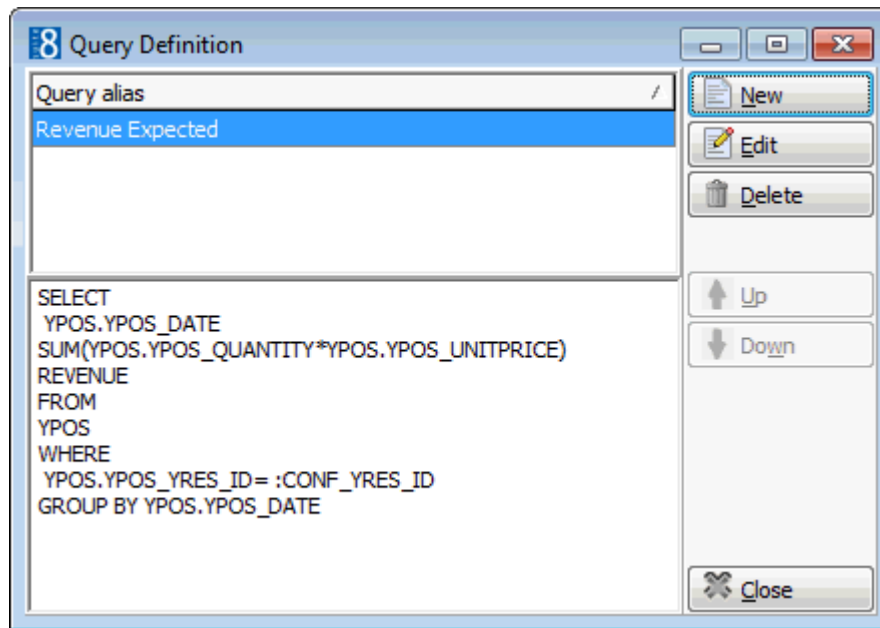 8 Query Definition
Query alias
Revenue Expected
New
Edit
Delete
Up
Down
Close
SELECT
YPOS.YPOS_DATE
SUM(YPOS.YPOS_QUANTITY*YPOS.YPOS_UNITPRICE)
REVENUE
FROM
YPOS
WHERE
YPOS.YPOS_YRES_ID= :CONF_YRES_ID
GROUP BY YPOS.YPOS_DATE